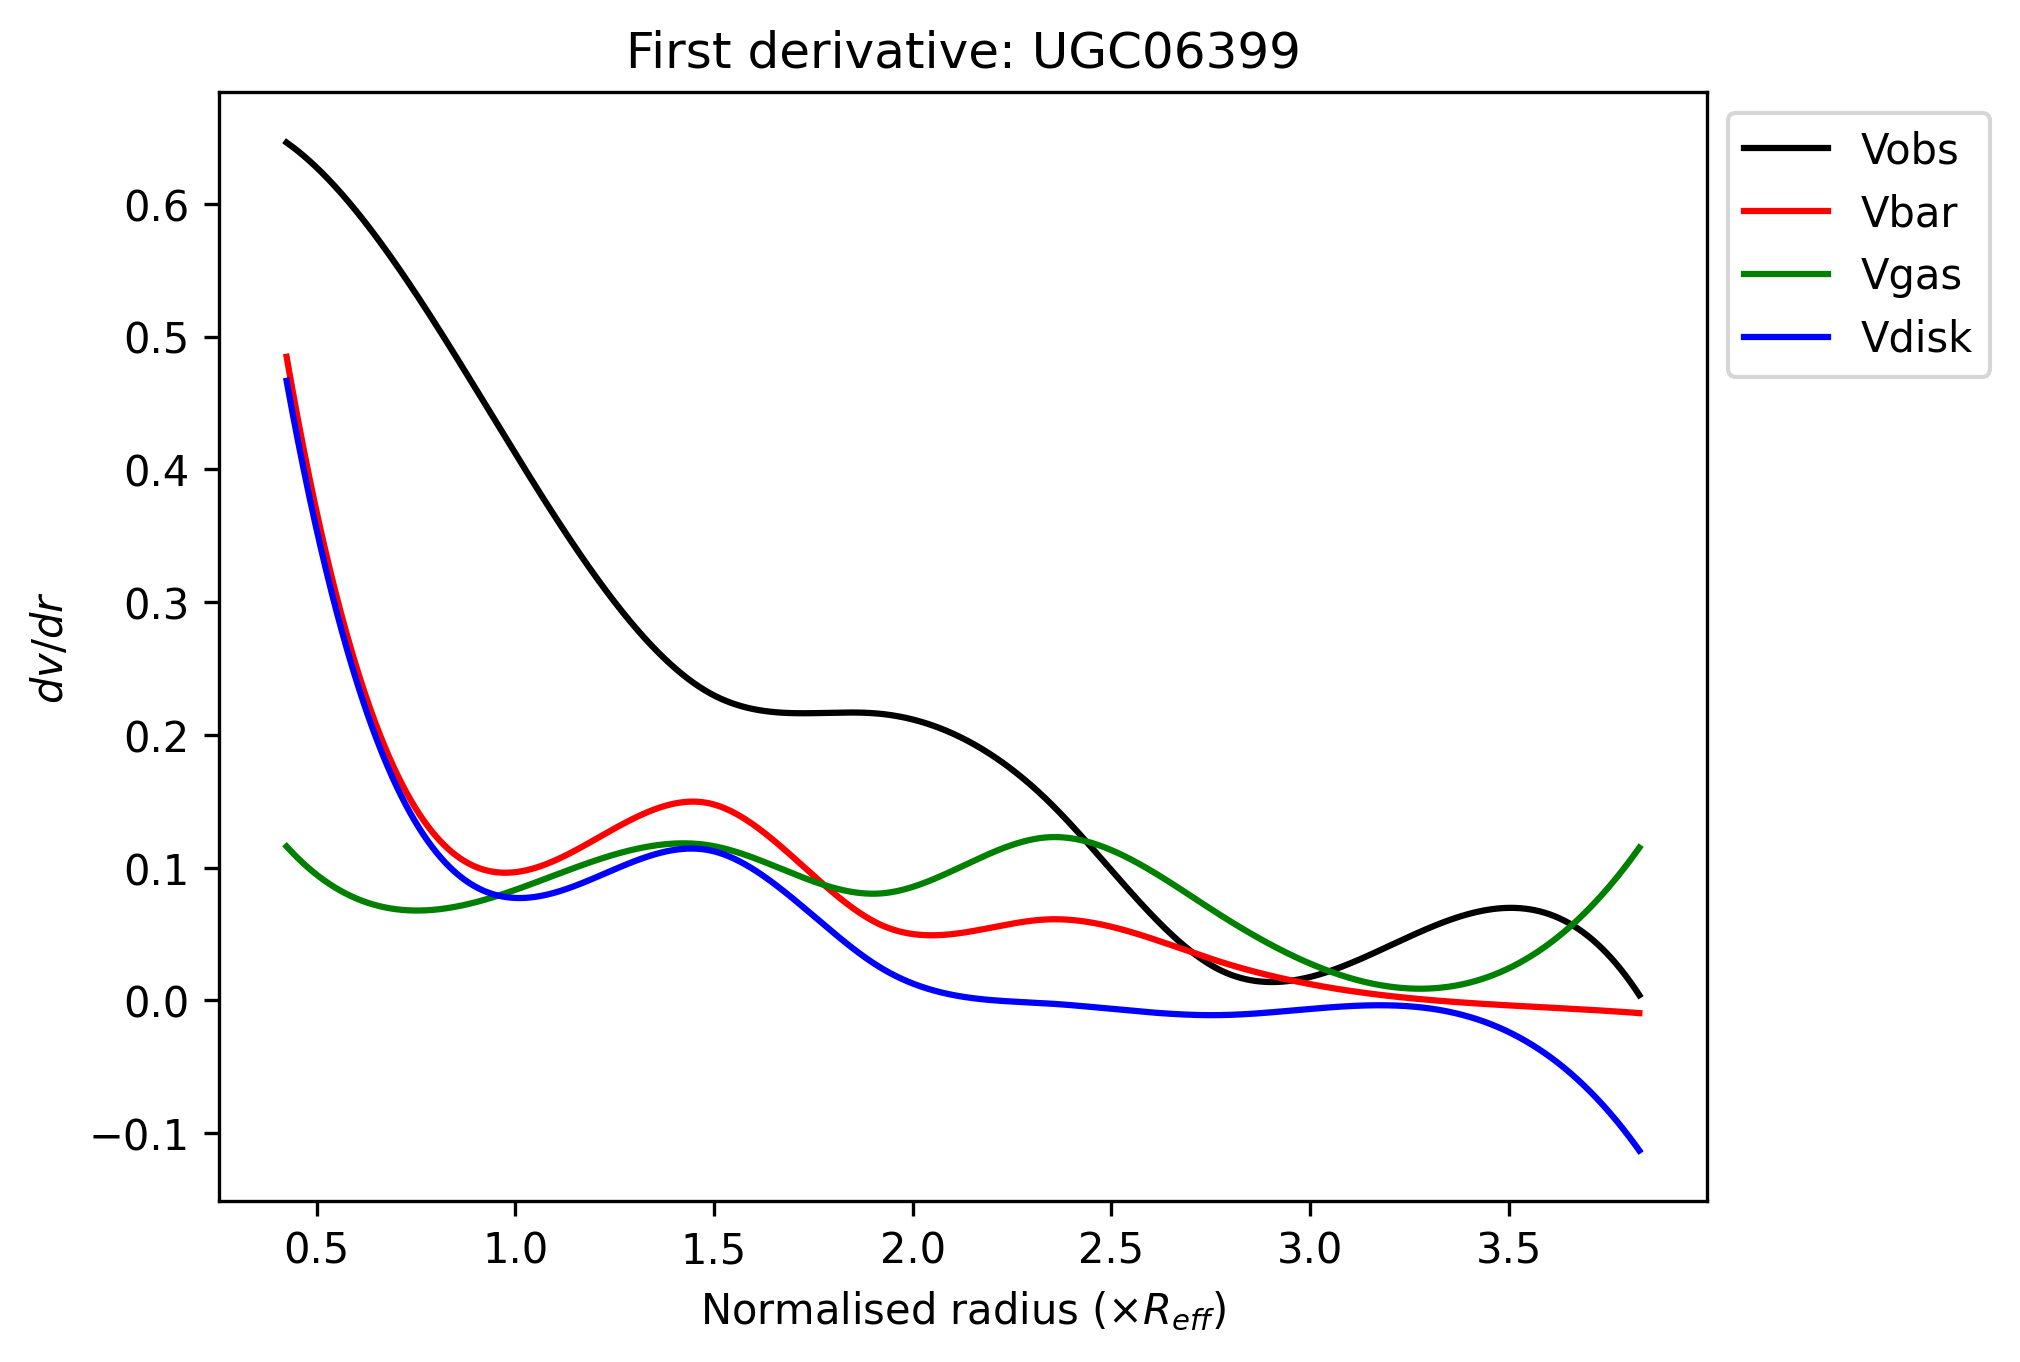 First derivative: UGC06399
Vobs
Vbar
Vgas
Vdisk
0.6
0.5
0.4
0.3
0.2
0.1
0.0
−0.1
dv/dr
0.5 1.0 1.5 2.0 2.5 3.0 3.5
Normalised radius (×R_eff)